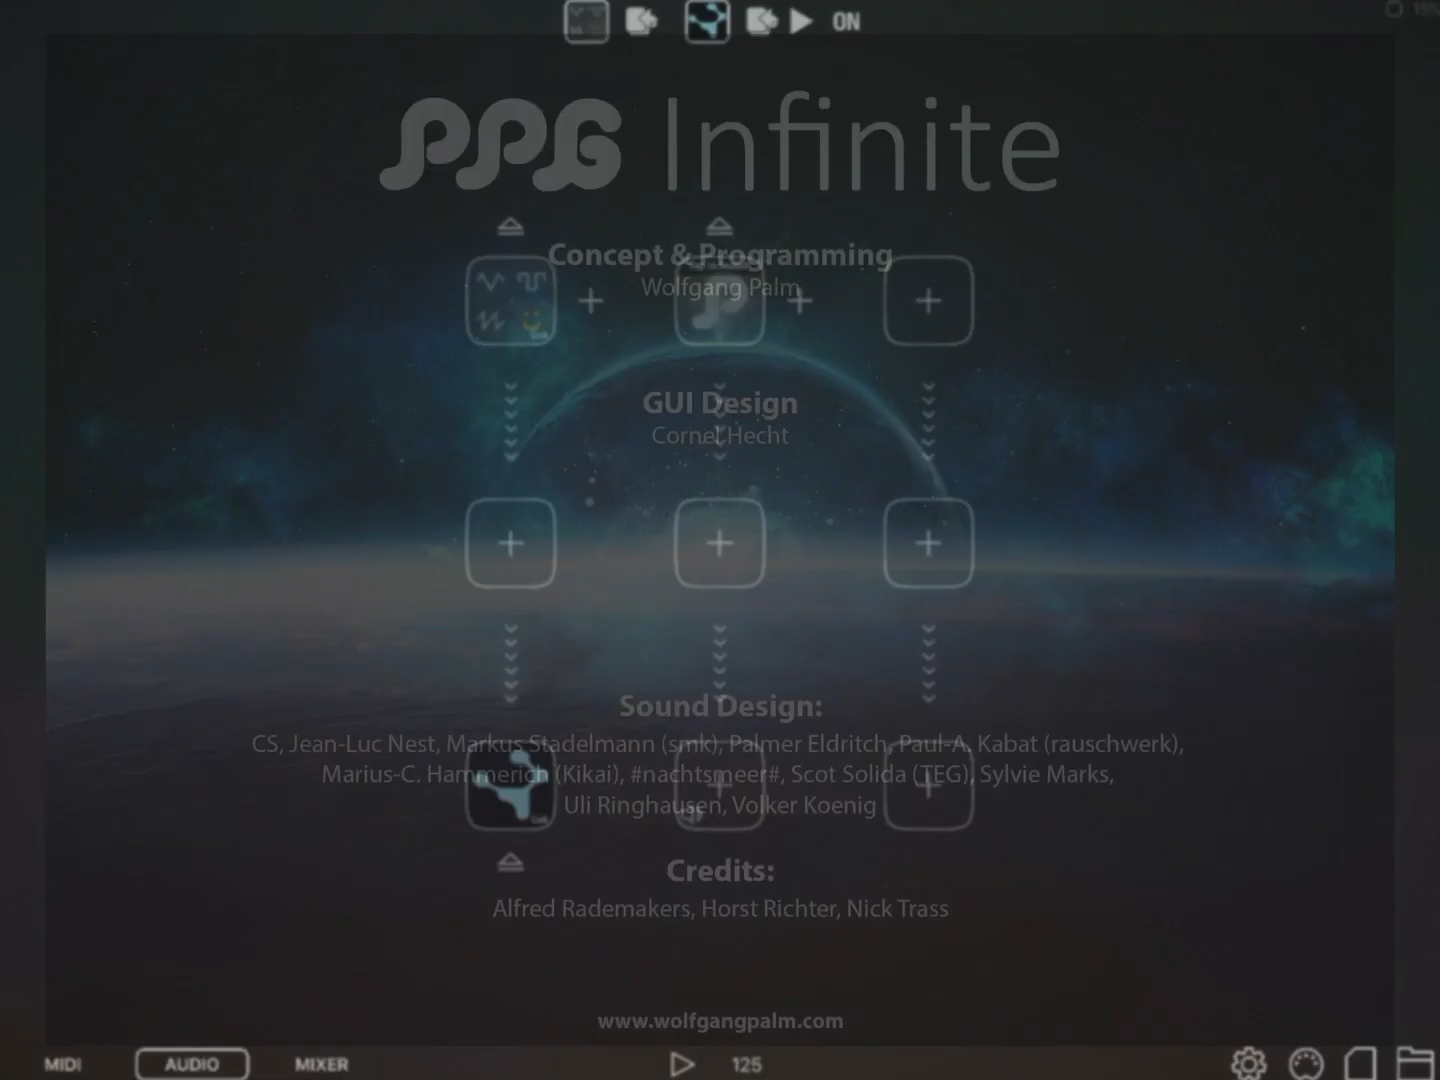 ON
15%
PPG Infinite
Concept & Programming
Wolfgang Palm
GUI Design
Cornel Hecht
Sound Design:
CS, Jean-Luc Nest, Markus Stadelmann (smk), Palmer Eldritch, Paul-A. Kabat (rauschwerk),
Marius-C. Hammerich (Kikai), #nachtsmeer#, Scot Solida (TEG), Sylvie Marks,
Uli Ringhausen, Volker Koenig
Credits:
Alfred Rademakers, Horst Richter, Nick Trass
www.wolfgangpalm.com
MIDI AUDIO MIXER 125